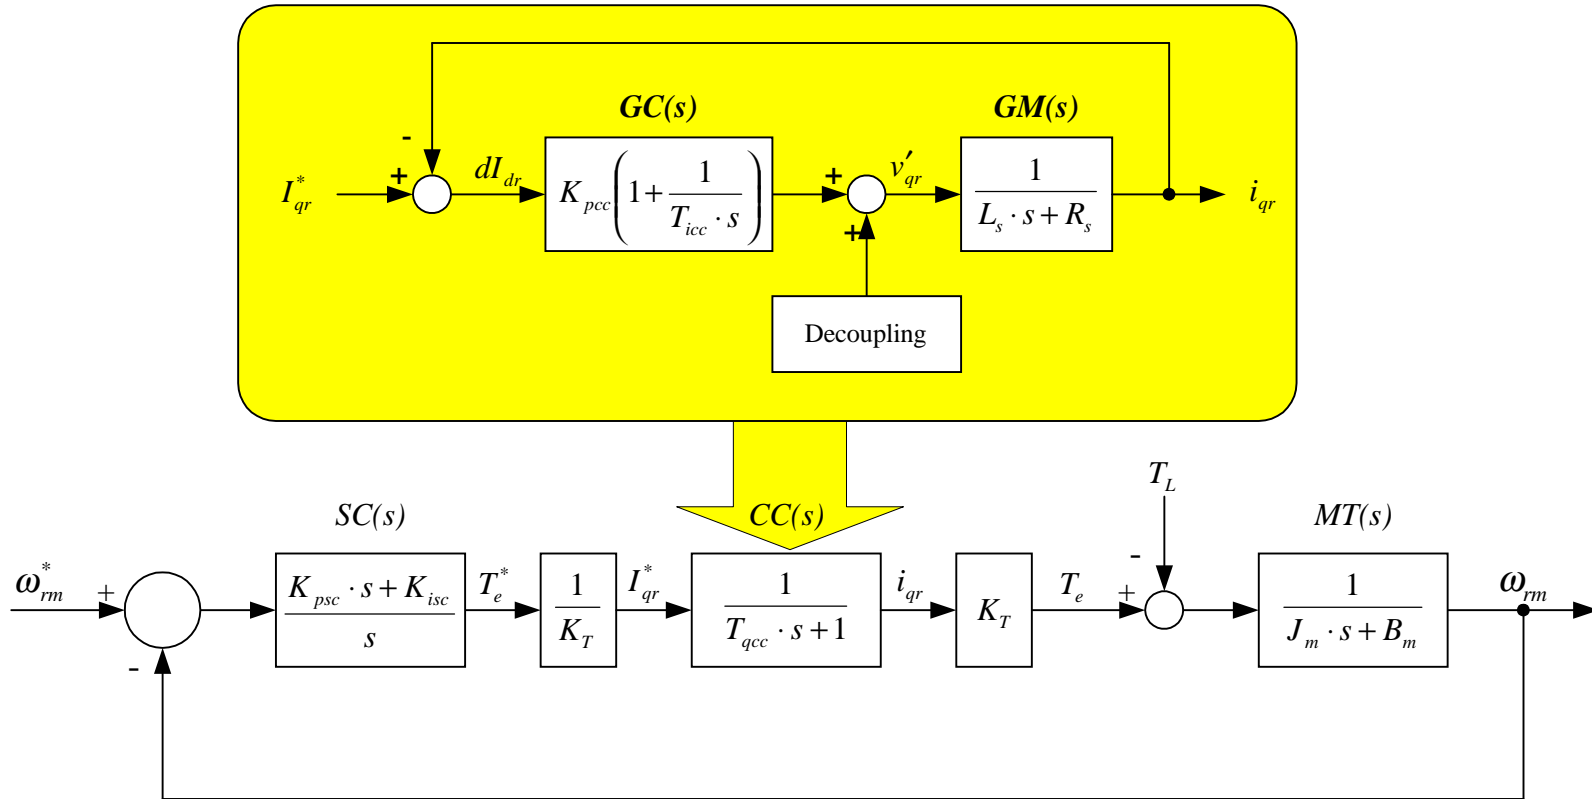 GC(s) GM(s)
-
I*qr + dIdr Kpcc(1+1/(Ticc · s)) + v′qr 1/(Ls · s + Rs) iqr
+
Decoupling
TL
SC(s) CC(s) MT(s)
-
ω*rm + (Kpsc · s + Kisc)/s T*e 1/KT I*qr 1/(Tqcc · s + 1) iqr KT Te + 1/(Jm · s + Bm) ωrm
-